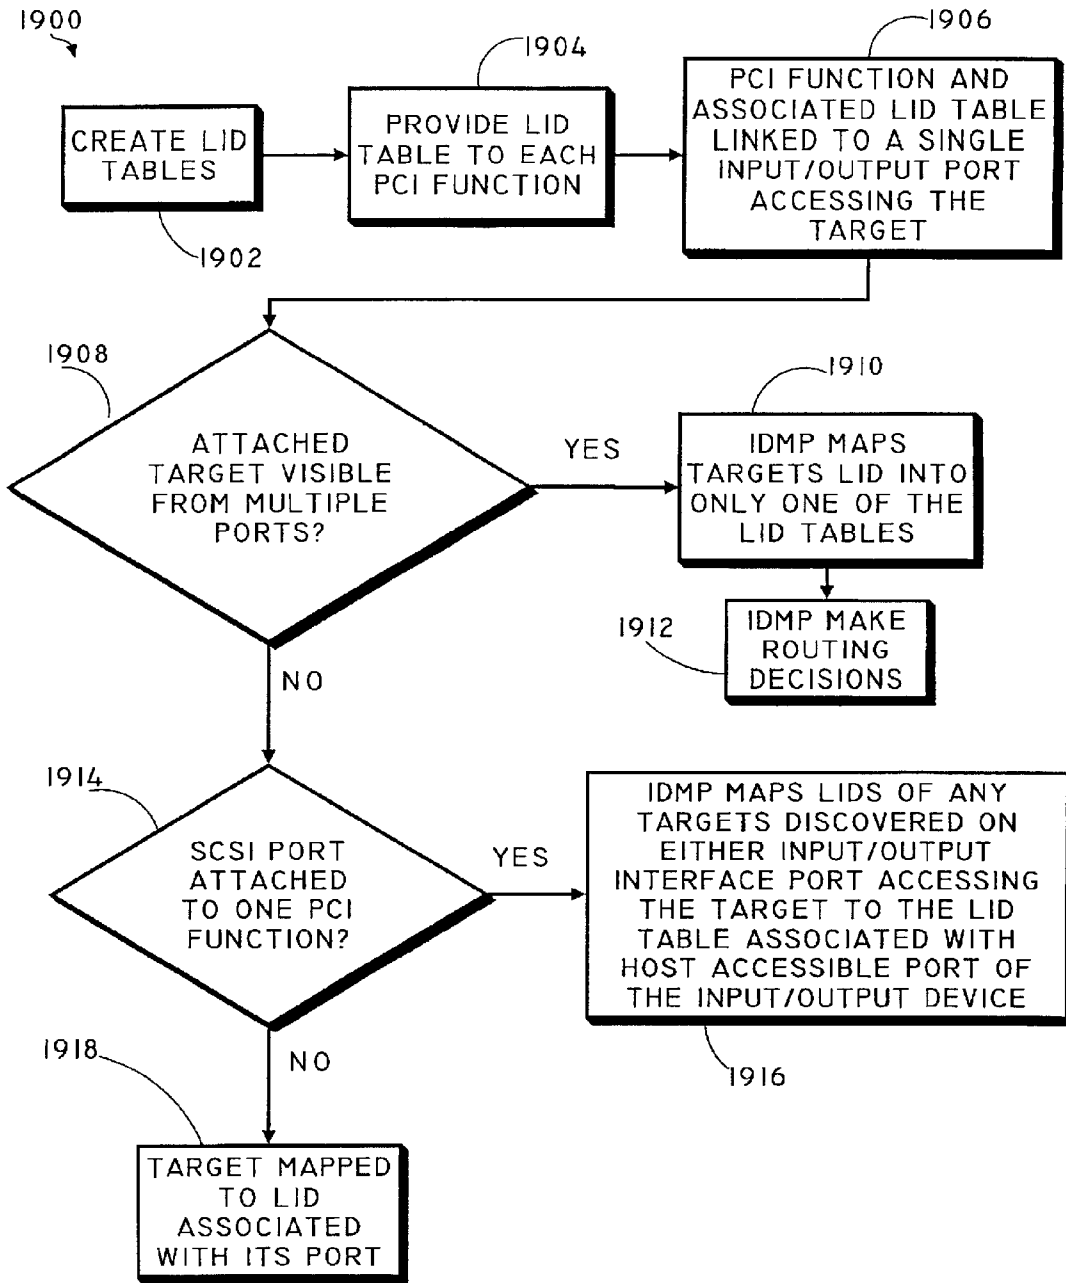 1900
CREATE LID
TABLES
1902
1904
PROVIDE LID
TABLE TO EACH
PCI FUNCTION
1906
PCI FUNCTION AND
ASSOCIATED LID TABLE
LINKED TO A SINGLE
INPUT/OUTPUT PORT
ACCESSING THE
TARGET
1908
ATTACHED
TARGET VISIBLE
FROM MULTIPLE
PORTS?
YES
1910
IDMP MAPS
TARGETS LID INTO
ONLY ONE OF THE
LID TABLES
1912
IDMP MAKE
ROUTING
DECISIONS
NO
1914
SCSI PORT
ATTACHED
TO ONE PCI
FUNCTION?
YES
IDMP MAPS LIDS OF ANY
TARGETS DISCOVERED ON
EITHER INPUT/OUTPUT
INTERFACE PORT ACCESSING
THE TARGET TO THE LID
TABLE ASSOCIATED WITH
HOST ACCESSIBLE PORT OF
THE INPUT/OUTPUT DEVICE
1916
NO
1918
TARGET MAPPED
TO LID
ASSOCIATED
WITH ITS PORT